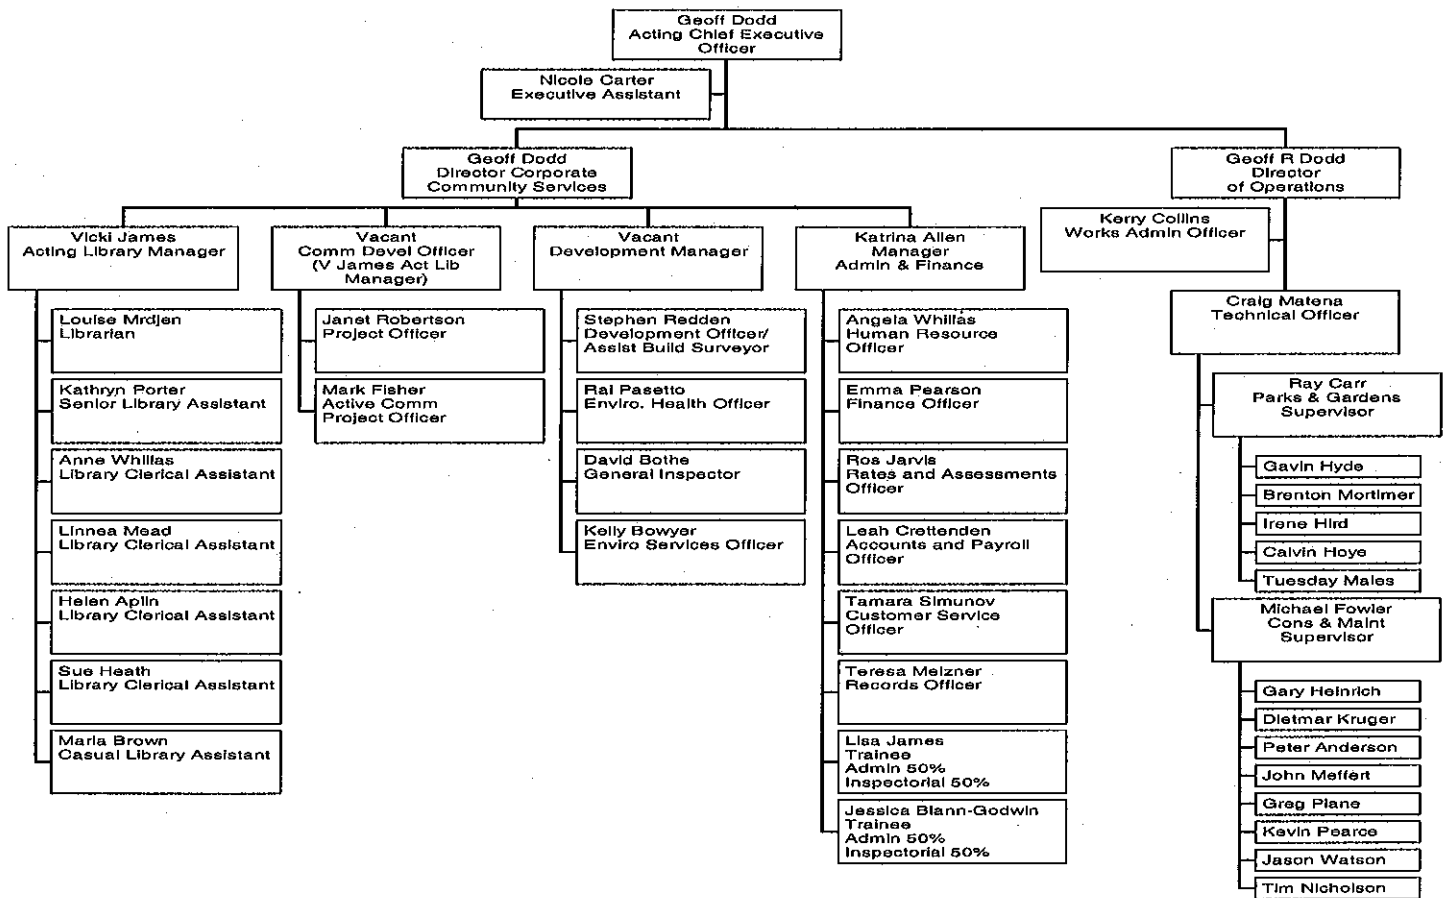 Geoff Dodd
Acting Chief Executive
Officer
Nicole Carter
Executive Assistant
Geoff Dodd
Director Corporate
Community Services
Geoff R Dodd
Director
of Operations
Kerry Collins
Works Admin Officer
Vicki James
Acting Library Manager
Vacant
Comm Devel Officer
(V James Act Lib
Manager)
Vacant
Development Manager
Katrina Allen
Manager
Admin & Finance
Louise Mrdjen
Librarian
Kathryn Porter
Senior Library Assistant
Anne Whillas
Library Clerical Assistant
Linnea Mead
Library Clerical Assistant
Helen Aplin
Library Clerical Assistant
Sue Heath
Library Clerical Assistant
Maria Brown
Casual Library Assistant
Janet Robertson
Project Officer
Mark Fisher
Active Comm
Project Officer
Stephen Redden
Development Officer/
Assist Build Surveyor
Rai Pasetto
Enviro. Health Officer
David Bothe
General Inspector
Kelly Bowyer
Enviro Services Officer
Angela Whillas
Human Resource
Officer
Emma Pearson
Finance Officer
Ros Jarvis
Rates and Assessments
Officer
Leah Crettenden
Accounts and Payroll
Officer
Tamara Simunov
Customer Service
Officer
Teresa Meizner
Records Officer
Lisa James
Trainee
Admin 50%
Inspectorial 50%
Jessica Blann-Godwin
Trainee
Admin 50%
Inspectorial 50%
Craig Matena
Technical Officer
Ray Carr
Parks & Gardens
Supervisor
Gavin Hyde
Brenton Mortimer
Irene Hird
Calvin Hoye
Tuesday Males
Michael Fowler
Cons & Maint
Supervisor
Gary Heinrich
Dietmar Kruger
Peter Anderson
John Meffert
Greg Plane
Kevin Pearce
Jason Watson
Tim Nicholson